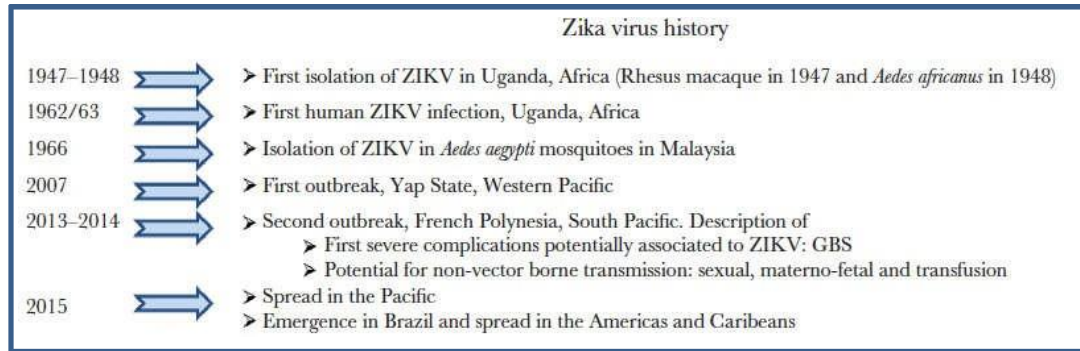 Zika virus history
1947–1948 ➢ First isolation of ZIKV in Uganda, Africa (Rhesus macaque in 1947 and Aedes africanus in 1948)
1962/63 ➢ First human ZIKV infection, Uganda, Africa
1966 ➢ Isolation of ZIKV in Aedes aegypti mosquitoes in Malaysia
2007 ➢ First outbreak, Yap State, Western Pacific
2013–2014 ➢ Second outbreak, French Polynesia, South Pacific. Description of
➢ First severe complications potentially associated to ZIKV: GBS
➢ Potential for non-vector borne transmission: sexual, materno-fetal and transfusion
2015 ➢ Spread in the Pacific
➢ Emergence in Brazil and spread in the Americas and Caribeans